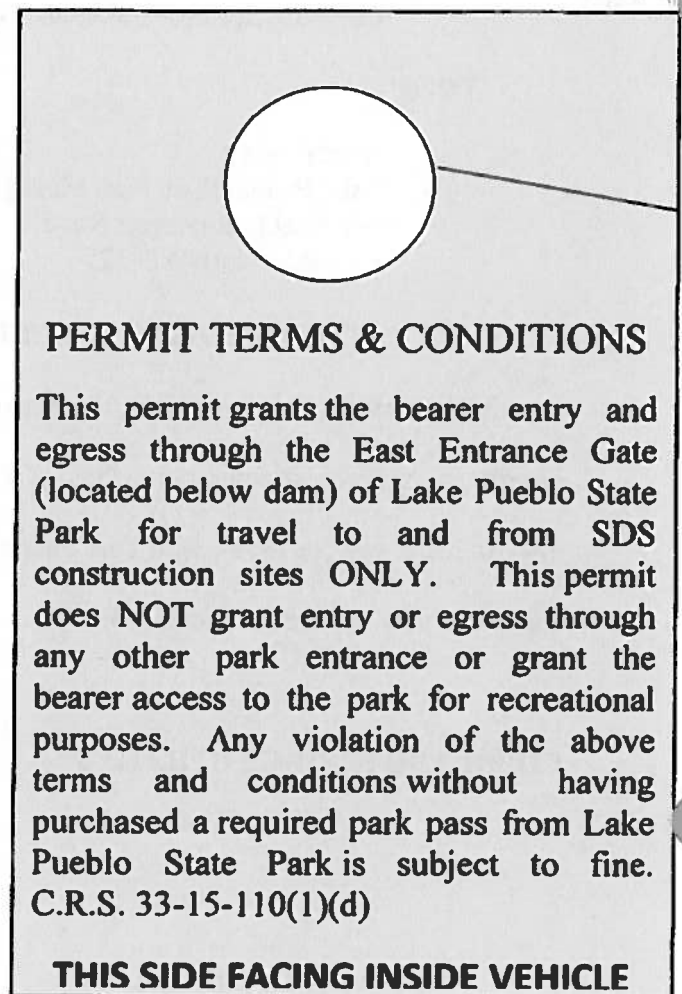 PERMIT TERMS & CONDITIONS
This permit grants the bearer entry and
egress through the East Entrance Gate
(located below dam) of Lake Pueblo State
Park for travel to and from SDS
construction sites ONLY. This permit
does NOT grant entry or egress through
any other park entrance or grant the
bearer access to the park for recreational
purposes. Any violation of the above
terms and conditions without having
purchased a required park pass from Lake
Pueblo State Park is subject to fine.
C.R.S. 33-15-110(1)(d)
THIS SIDE FACING INSIDE VEHICLE